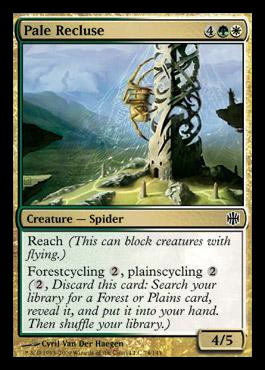 Pale Recluse 4
Creature — Spider
Reach (This can block creatures with
flying.)
Forestcycling 2, plainscycling 2
(2, Discard this card: Search your
library for a Forest or Plains card,
reveal it, and put it into your hand.
Then shuffle your library.)
Cyril Van Der Haegen
4/5